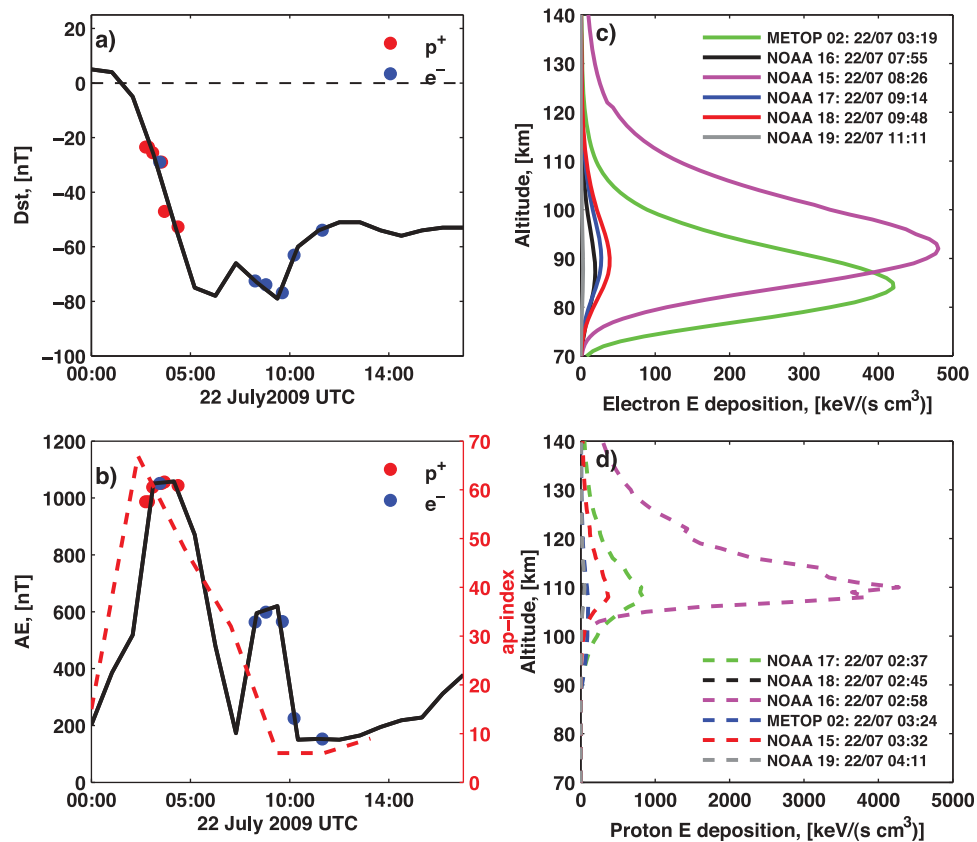 a)
p+
e−
20
0
−20
−40
−60
−80
−100
Dst, [nT]
00:00 05:00 10:00 14:00
22 July2009 UTC
c)
METOP 02: 22/07 03:19
NOAA 16: 22/07 07:55
NOAA 15: 22/07 08:26
NOAA 17: 22/07 09:14
NOAA 18: 22/07 09:48
NOAA 19: 22/07 11:11
140
130
120
110
100
90
80
70
Altitude, [km]
0 100 200 300 400 500
Electron E deposition, [keV/(s cm³)]
b)
p+
e−
1200
1000
800
600
400
200
0
AE, [nT]
70
60
50
40
30
20
10
0
ap−index
00:00 05:00 10:00 14:00
22 July 2009 UTC
d)
140
130
120
110
100
90
80
70
Altitude, [km]
NOAA 17: 22/07 02:37
NOAA 18: 22/07 02:45
NOAA 16: 22/07 02:58
METOP 02: 22/07 03:24
NOAA 15: 22/07 03:32
NOAA 19: 22/07 04:11
0 1000 2000 3000 4000 5000
Proton E deposition, [keV/(s cm³)]